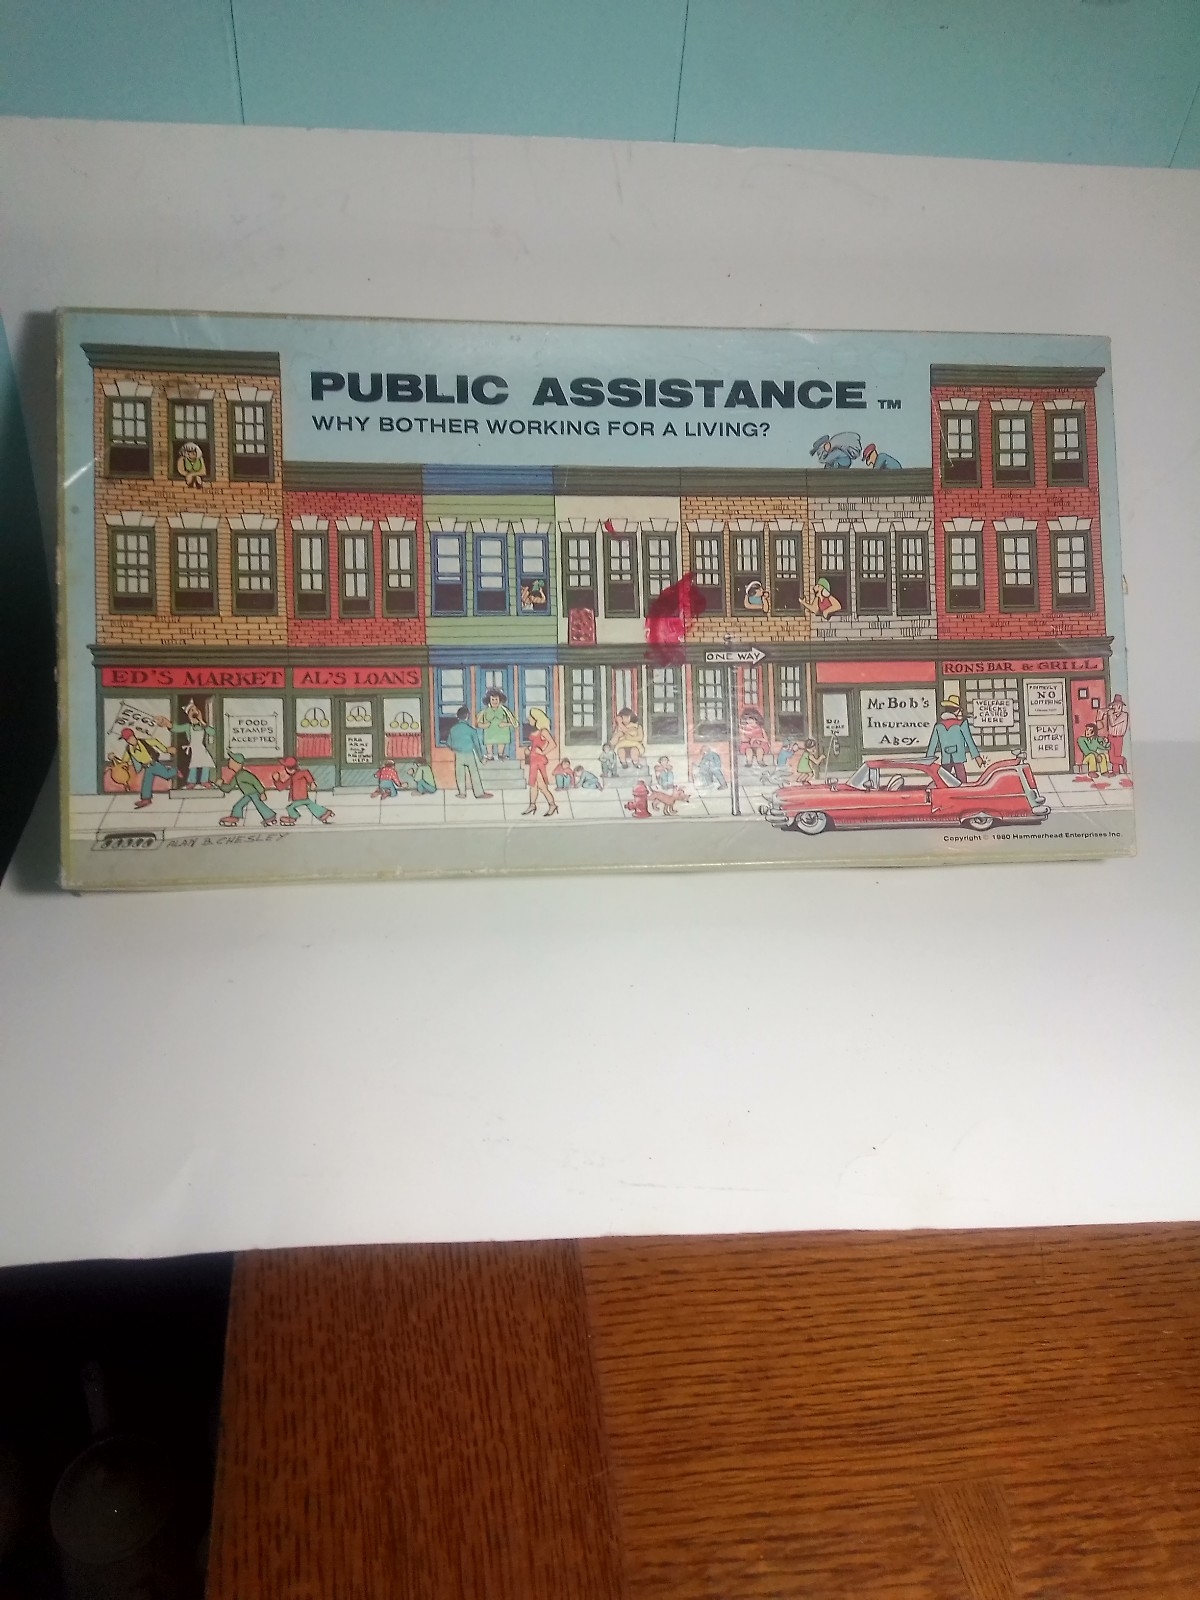 PUBLIC ASSISTANCE TM
WHY BOTHER WORKING FOR A LIVING?
ONE WAY
ED'S MARKET
AL'S LOANS
RON'S BAR & GRILL
EGGS
FOOD
STAMPS
ACCEPTED
Mr Bob's
Insurance
Agcy.
WELFARE
CHECKS
CASHED
HERE
NO
LOITERING
PLAY
LOTTERY
HERE
ALAN B. CHESLEY
Copyright © 1980 Hammerhead Enterprises Inc.